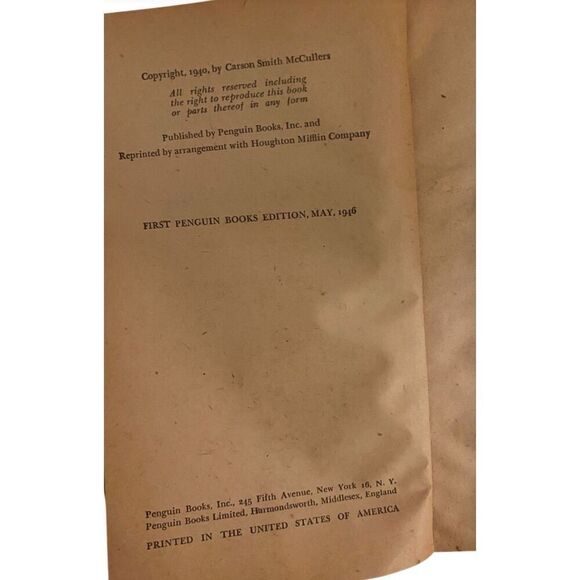 Copyright, 1940, by Carson Smith McCullers
All rights reserved including
the right to reproduce this book
or parts thereof in any form
Published by Penguin Books, Inc. and
Reprinted by arrangement with Houghton Mifflin Company
FIRST PENGUIN BOOKS EDITION, MAY, 1946
Penguin Books, Inc., 245 Fifth Avenue, New York 16, N. Y.
Penguin Books Limited, Harmondsworth, Middlesex, England
PRINTED IN THE UNITED STATES OF AMERICA